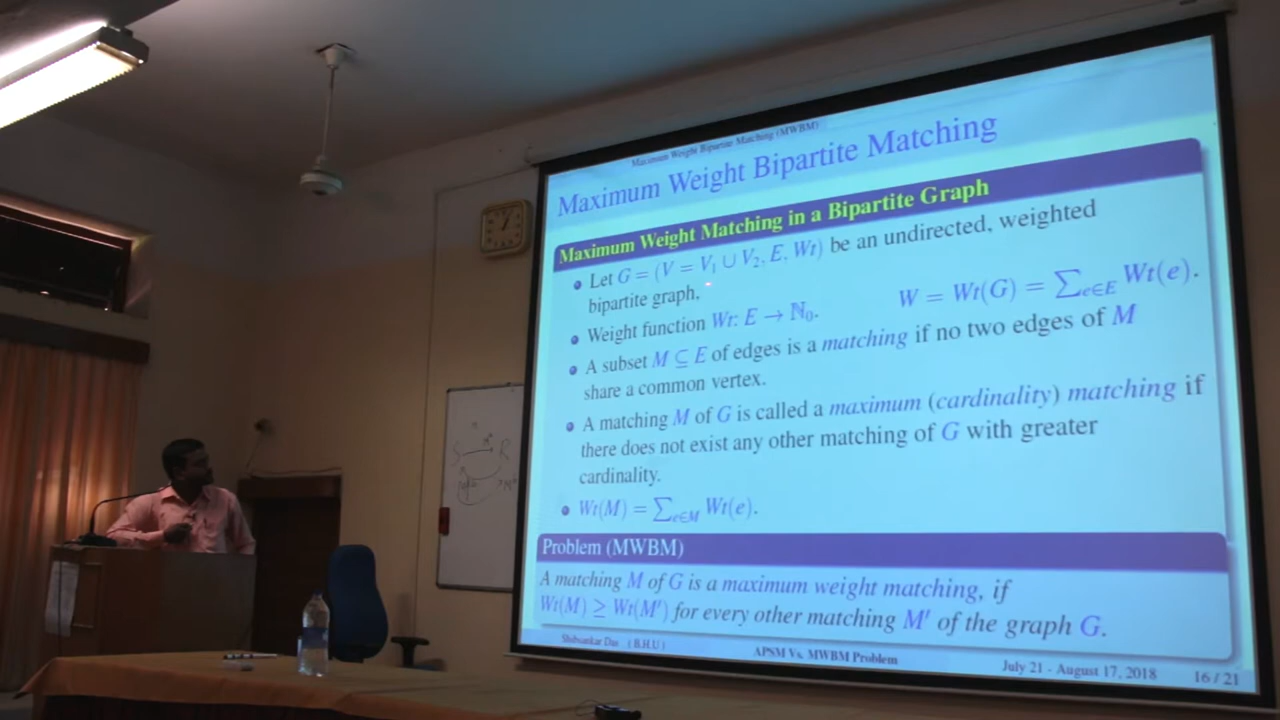 Maximum Weight Bipartite Matching (MWBM)
Maximum Weight Bipartite Matching
Maximum Weight Matching in a Bipartite Graph
Let G = (V = V₁ ∪ V₂, E, Wt) be an undirected, weighted
bipartite graph,
W = Wt(G) = ∑e∈E Wt(e).
Weight function Wt: E → ℕ₀.
A subset M ⊆ E of edges is a matching if no two edges of M
share a common vertex.
A matching M of G is called a maximum (cardinality) matching if
there does not exist any other matching of G with greater
cardinality.
Wt(M) = ∑e∈M Wt(e).
Problem (MWBM)
A matching M of G is a maximum weight matching, if
Wt(M) ≥ Wt(M′) for every other matching M′ of the graph G.
Shibsankar Das (B.H.U) APSM Vs. MWBM Problem July 21 - August 17, 2018 16 / 21